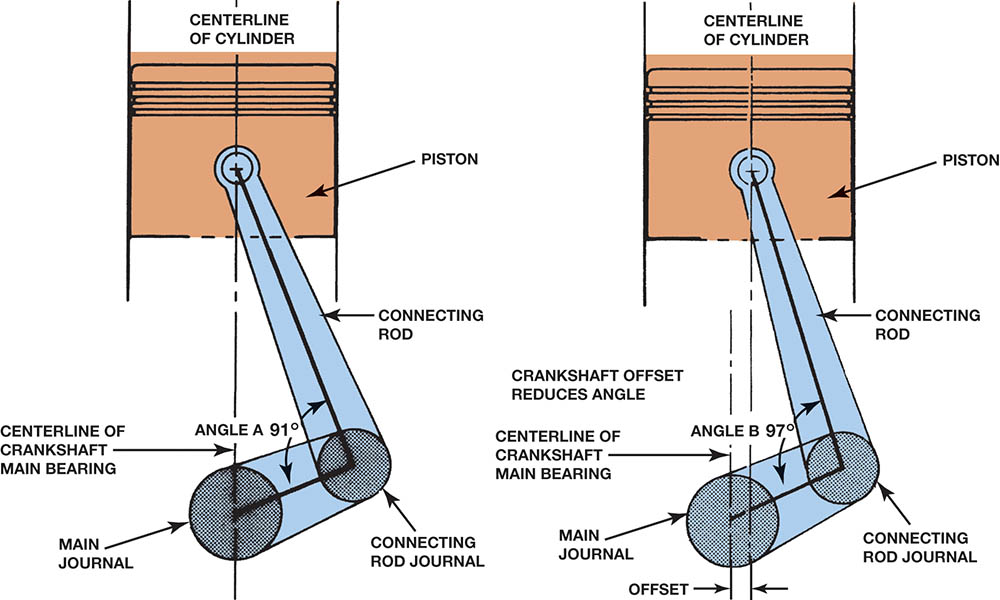 CENTERLINE
OF CYLINDER
PISTON
CONNECTING
ROD
ANGLE A 91°
CENTERLINE OF
CRANKSHAFT
MAIN BEARING
MAIN
JOURNAL
CONNECTING
ROD JOURNAL
CENTERLINE
OF CYLINDER
PISTON
CONNECTING
ROD
CRANKSHAFT OFFSET
REDUCES ANGLE
ANGLE B 97°
CENTERLINE OF
CRANKSHAFT
MAIN BEARING
MAIN
JOURNAL
CONNECTING
ROD JOURNAL
OFFSET